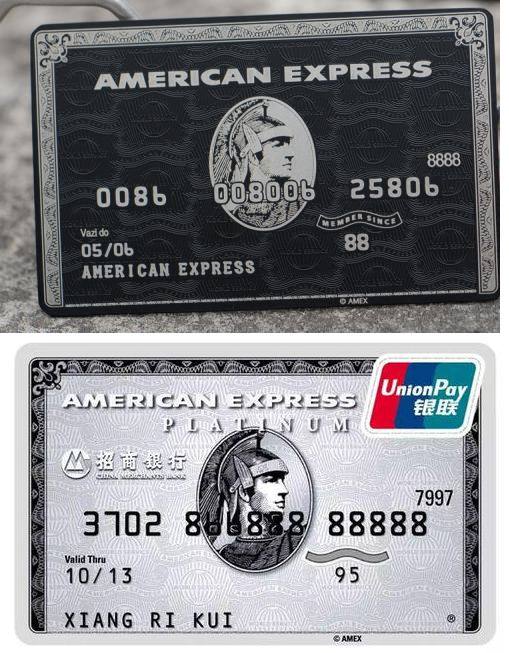 AMERICAN EXPRESS
8888
0086 008006 25806
MEMBER SINCE
Vazi do
05/06 88
AMERICAN EXPRESS
© AMEX
UnionPay
银联
AMERICAN EXPRESS
PLATINUM
招商银行
CHINA MERCHANTS BANK
7997
3702 88888
Valid Thru
10/13 95
XIANG RI KUI ®
© AMEX